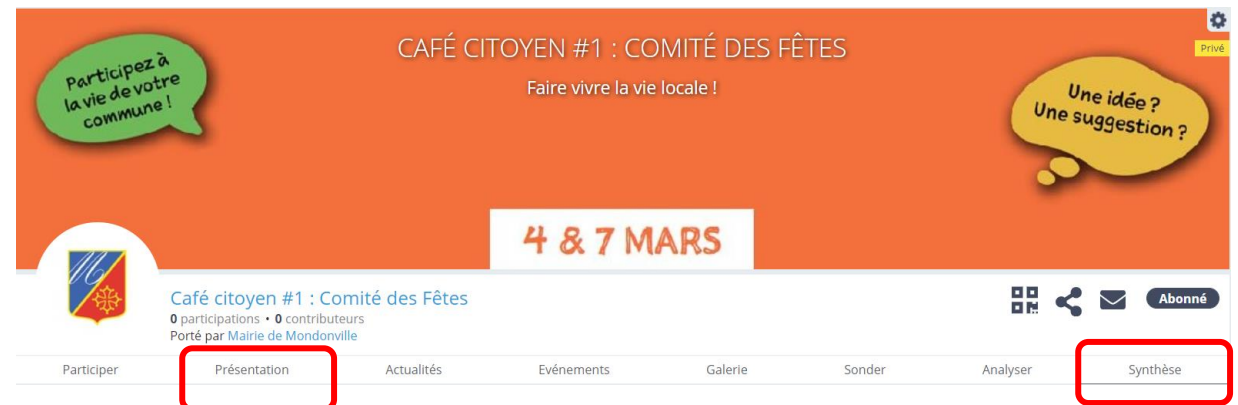 Participez à
la vie de votre
commune !
CAFÉ CITOYEN #1 : COMITÉ DES FÊTES
Faire vivre la vie locale !
Privé
Une idée ?
Une suggestion ?
4 & 7 MARS
Café citoyen #1 : Comité des Fêtes
0 participations • 0 contributeurs
Porté par Mairie de Mondonville
Abonné
Participer Présentation Actualités Evénements Galerie Sonder Analyser Synthèse